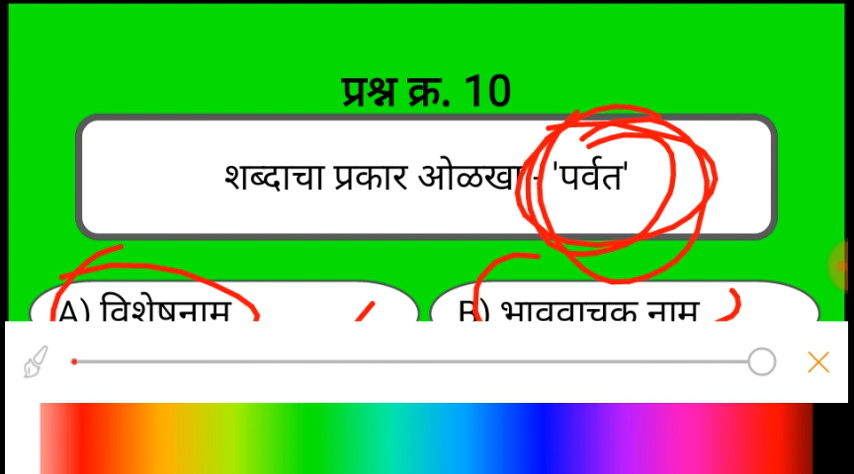 प्रश्न क्र. 10
शब्दाचा प्रकार ओळखा - 'पर्वत'
A) विशेषनाम
B) भाववाचक नाम